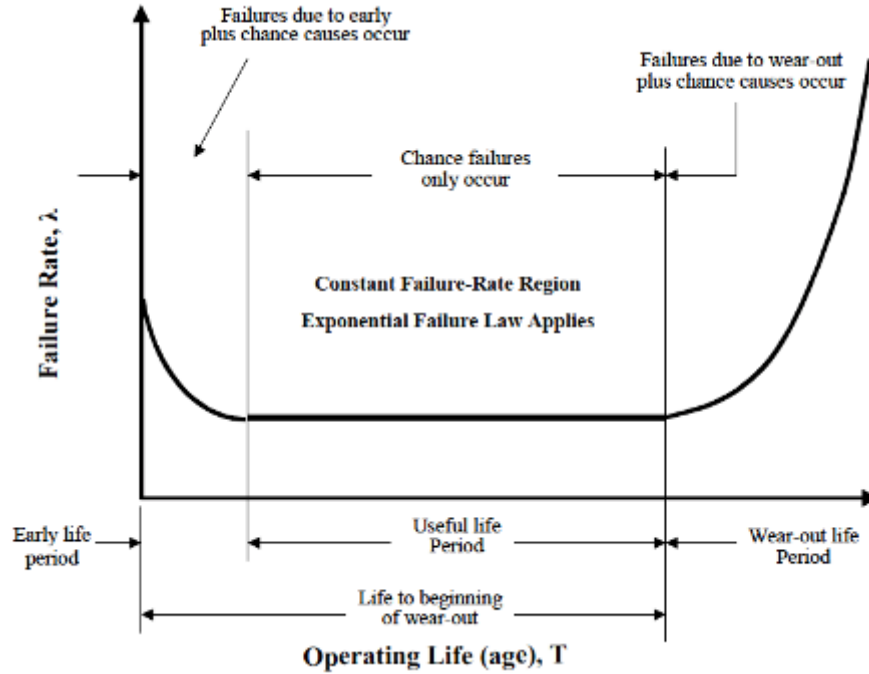 Failures due to early
plus chance causes occur
Failures due to wear-out
plus chance causes occur
Chance failures
only occur
Failure Rate, λ
Constant Failure-Rate Region
Exponential Failure Law Applies
Early life
period
Useful life
Period
Wear-out life
Period
Life to beginning
of wear-out
Operating Life (age), T